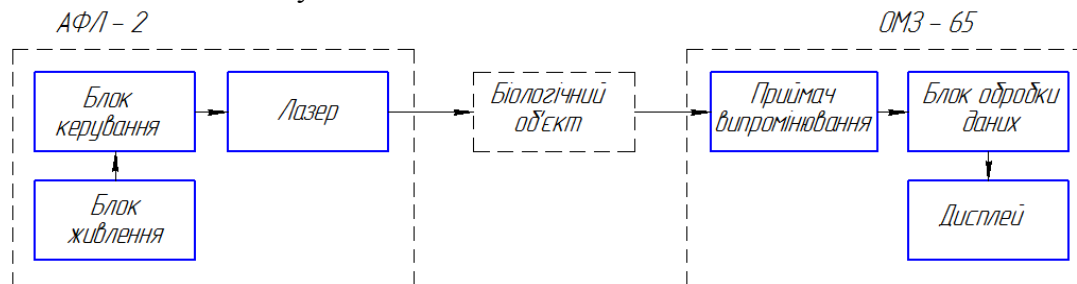 АФЛ – 2
ОМЗ – 65
Блок
керування
Лазер
Біологічний
об'єкт
Приймач
випромінювання
Блок обробки
даних
Блок
живлення
Дисплей